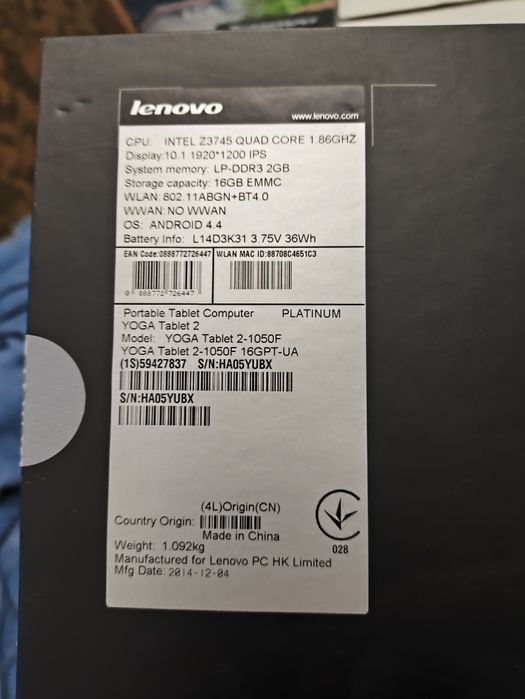 lenovo
www.lenovo.com
CPU: INTEL Z3745 QUAD CORE 1.86GHZ
Display:10.1 1920*1200 IPS
System memory: LP-DDR3 2GB
Storage capacity: 16GB EMMC
WLAN: 802.11ABGN+BT4.0
WWAN: NO WWAN
OS: ANDROID 4.4
Battery Info: L14D3K31 3.75V 36Wh
EAN Code:0888772726447
WLAN MAC ID:88708C4651C3
0 888772 726447
Portable Tablet Computer PLATINUM
YOGA Tablet 2
Model: YOGA Tablet 2-1050F
YOGA Tablet 2-1050F 16GPT-UA
(1S)59427837 S/N:HA05YUBX
S/N:HA05YUBX
(4L)Origin(CN)
Country Origin:
Made in China
Weight: 1.092kg
Manufactured for Lenovo PC HK Limited
Mfg Date: 2014-12-04
028